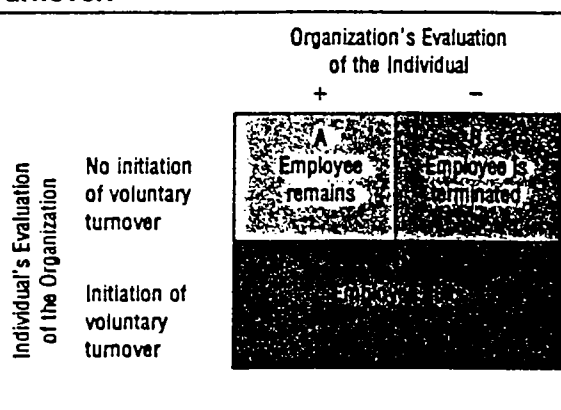 Organization's Evaluation
of the Individual
+ −
A
Employee
remains
Employee is
terminated
Individual's Evaluation
of the Organization
No initiation
of voluntary
turnover
Initiation of
voluntary
turnover